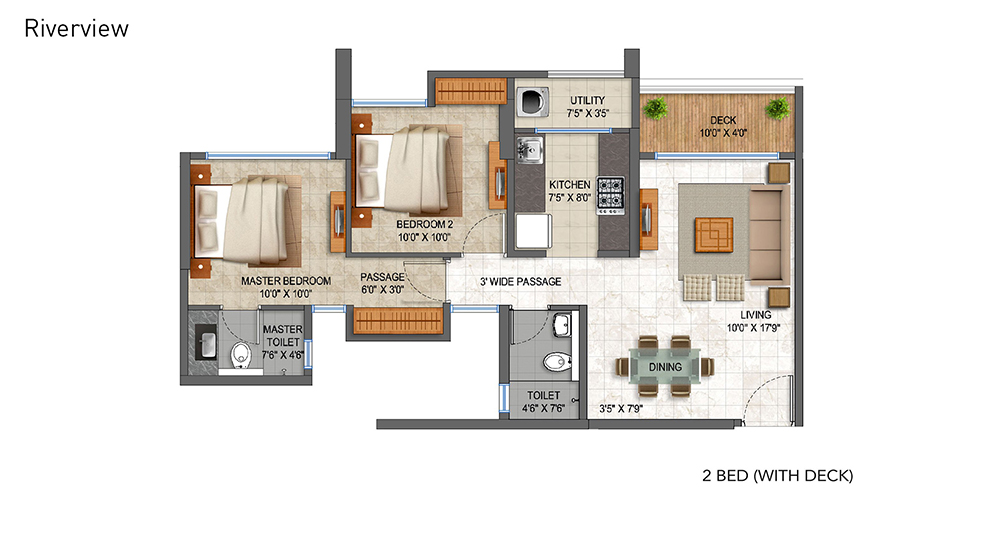 Riverview
UTILITY
7'5" X 3'5"
DECK
10'0" X 4'0"
KITCHEN
7'5" X 8'0"
BEDROOM 2
10'0" X 10'0"
MASTER BEDROOM
10'0" X 10'0"
PASSAGE
6'0" X 3'0"
3' WIDE PASSAGE
LIVING
10'0" X 17'9"
MASTER
TOILET
7'6" X 4'6"
DINING
3'5" X 7'9"
TOILET
4'6" X 7'6"
2 BED (WITH DECK)